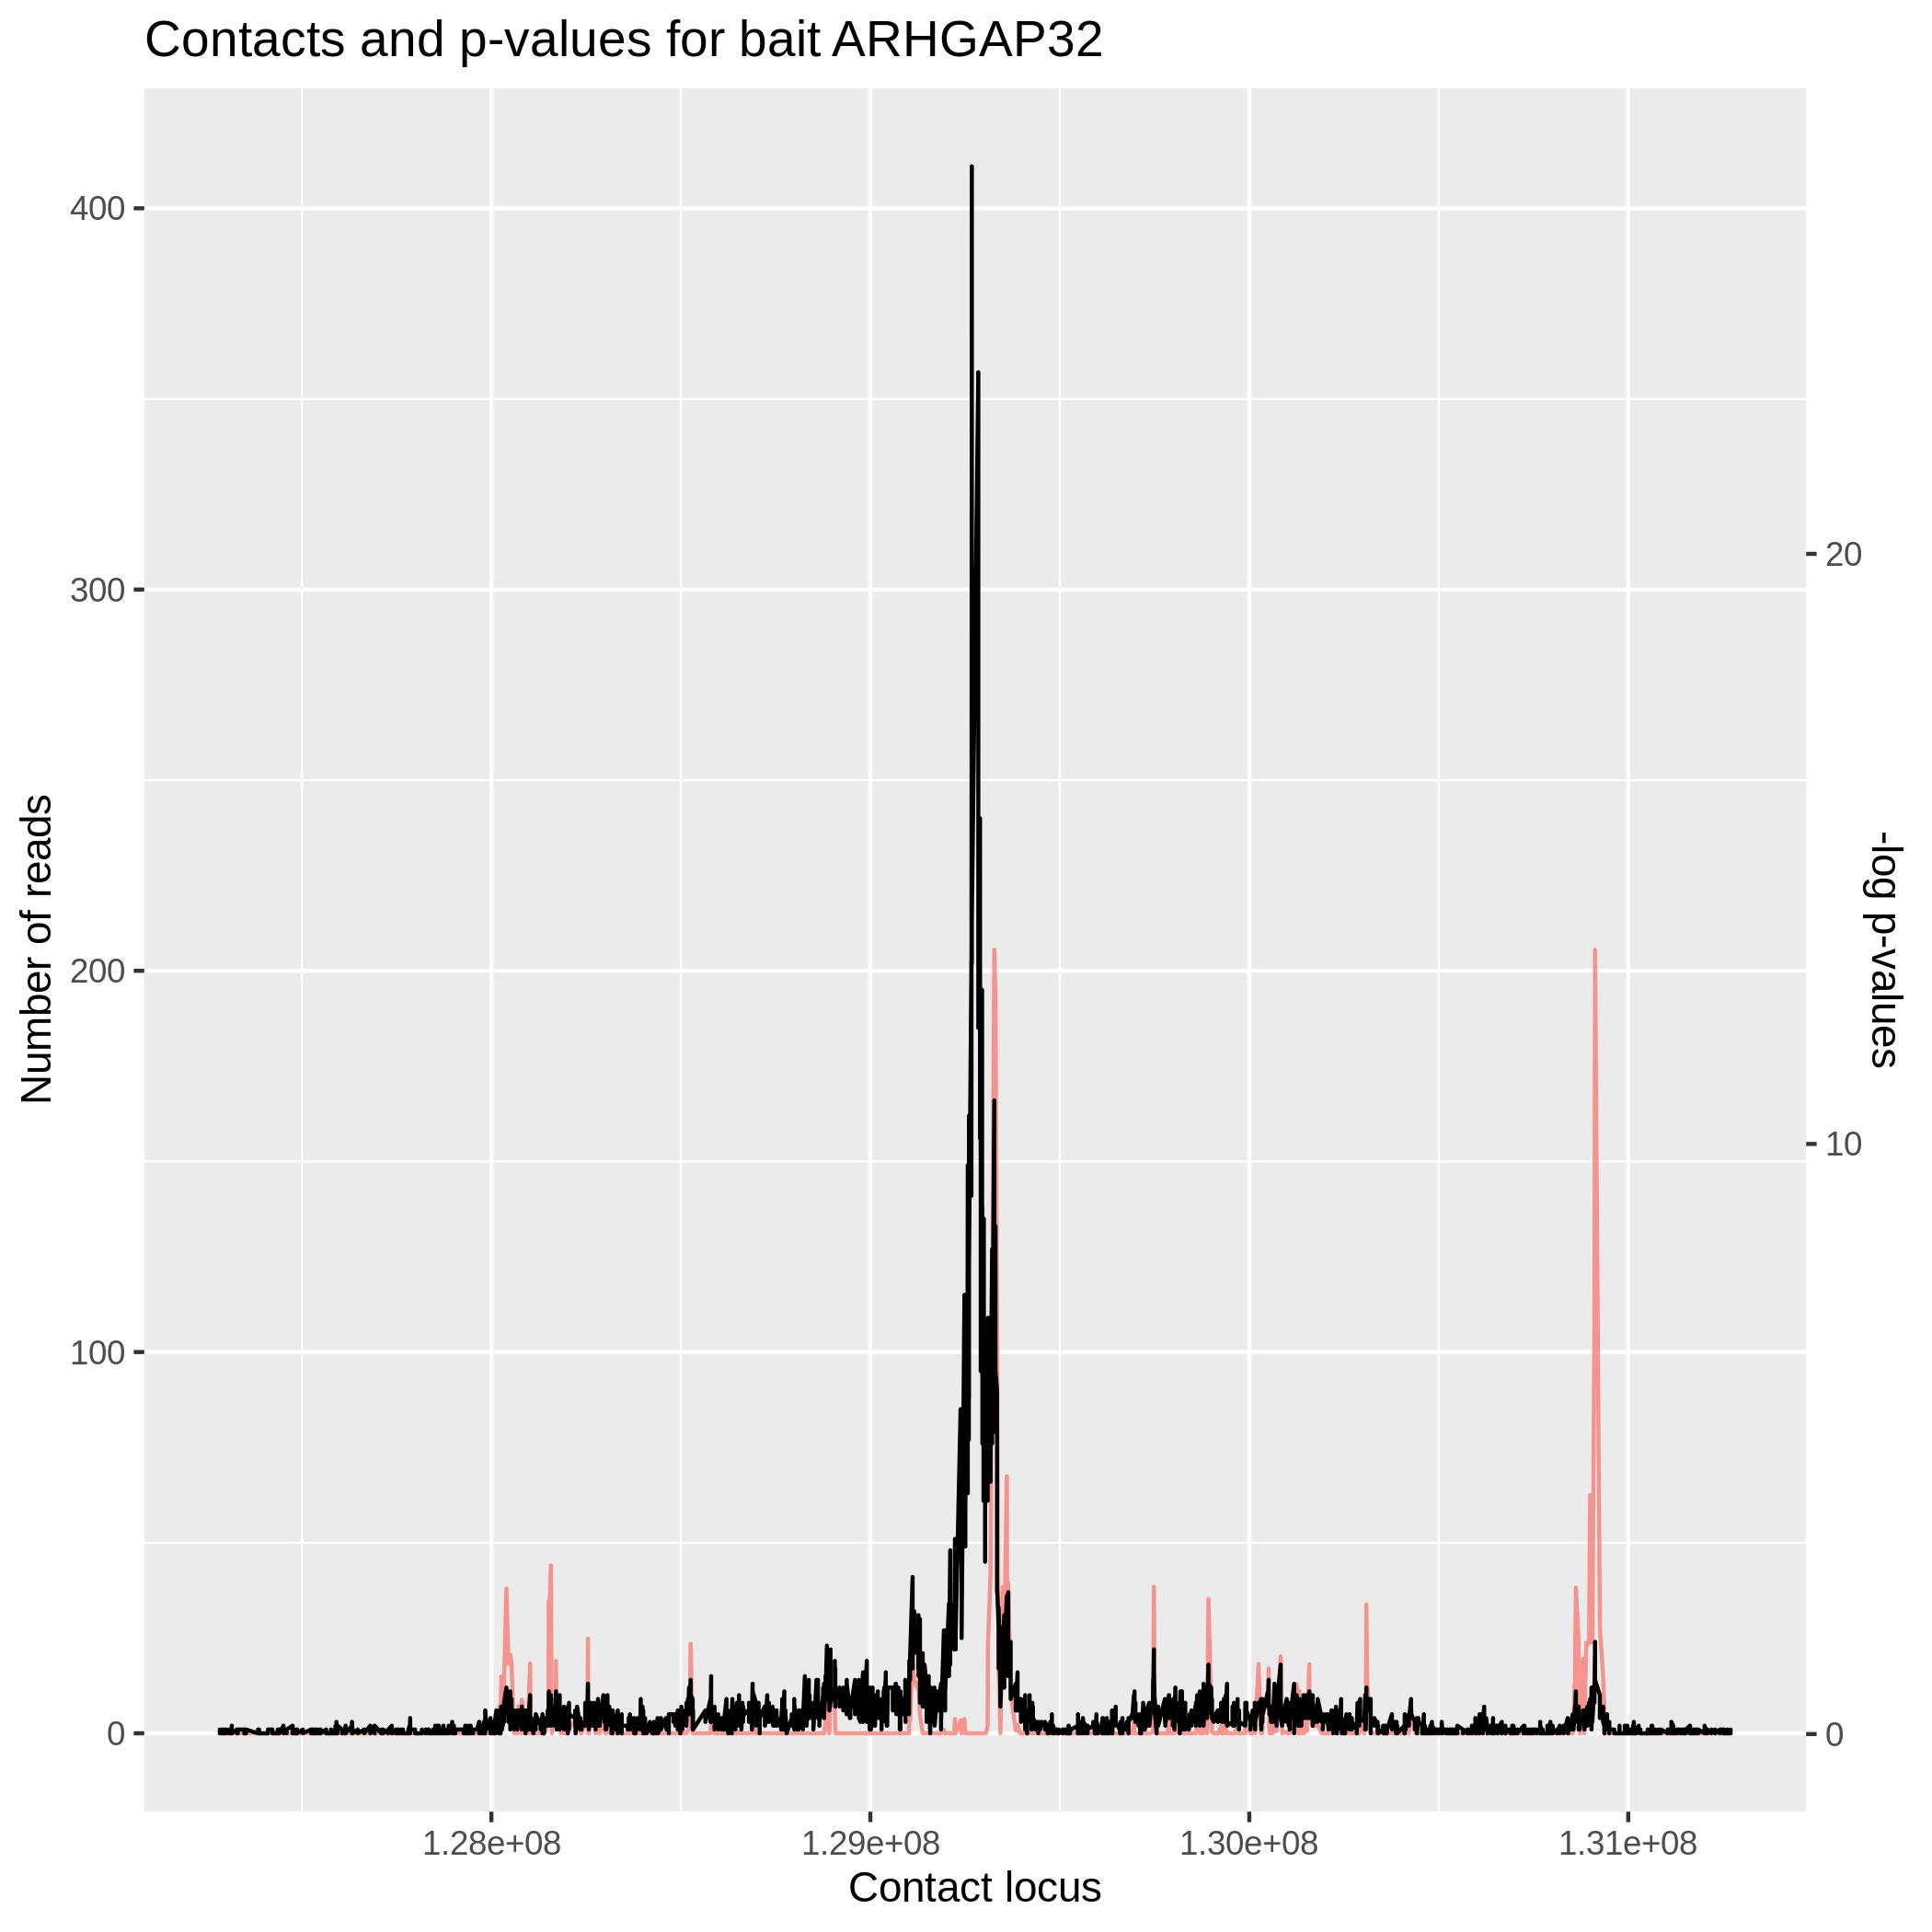 Contacts and p-values for bait ARHGAP32
400
300
200
100
0
Number of reads
20
10
0
-log p-values
1.28e+08
1.29e+08
1.30e+08
1.31e+08
Contact locus